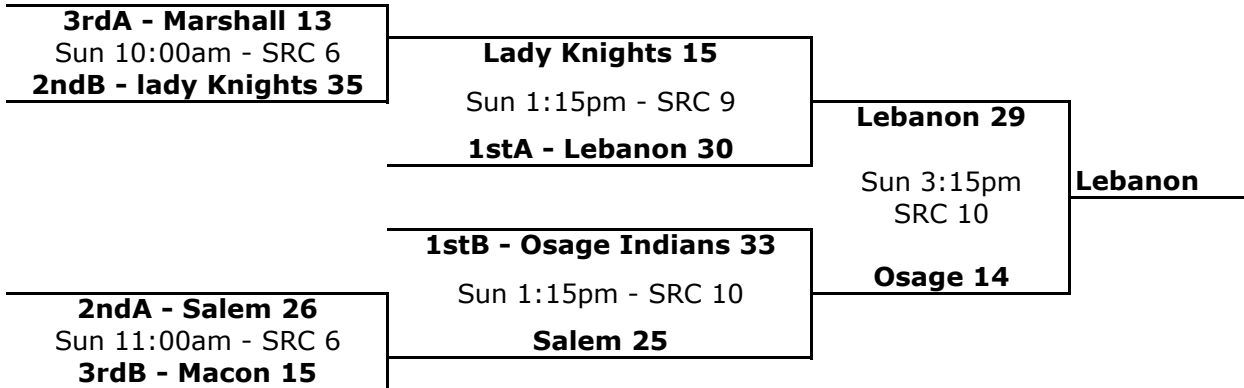 3rdA - Marshall 13
Sun 10:00am - SRC 6
2ndB - lady Knights 35
Lady Knights 15
Sun 1:15pm - SRC 9
1stA - Lebanon 30
Lebanon 29
Sun 3:15pm
SRC 10
Osage 14
Lebanon
1stB - Osage Indians 33
Sun 1:15pm - SRC 10
Salem 25
2ndA - Salem 26
Sun 11:00am - SRC 6
3rdB - Macon 15